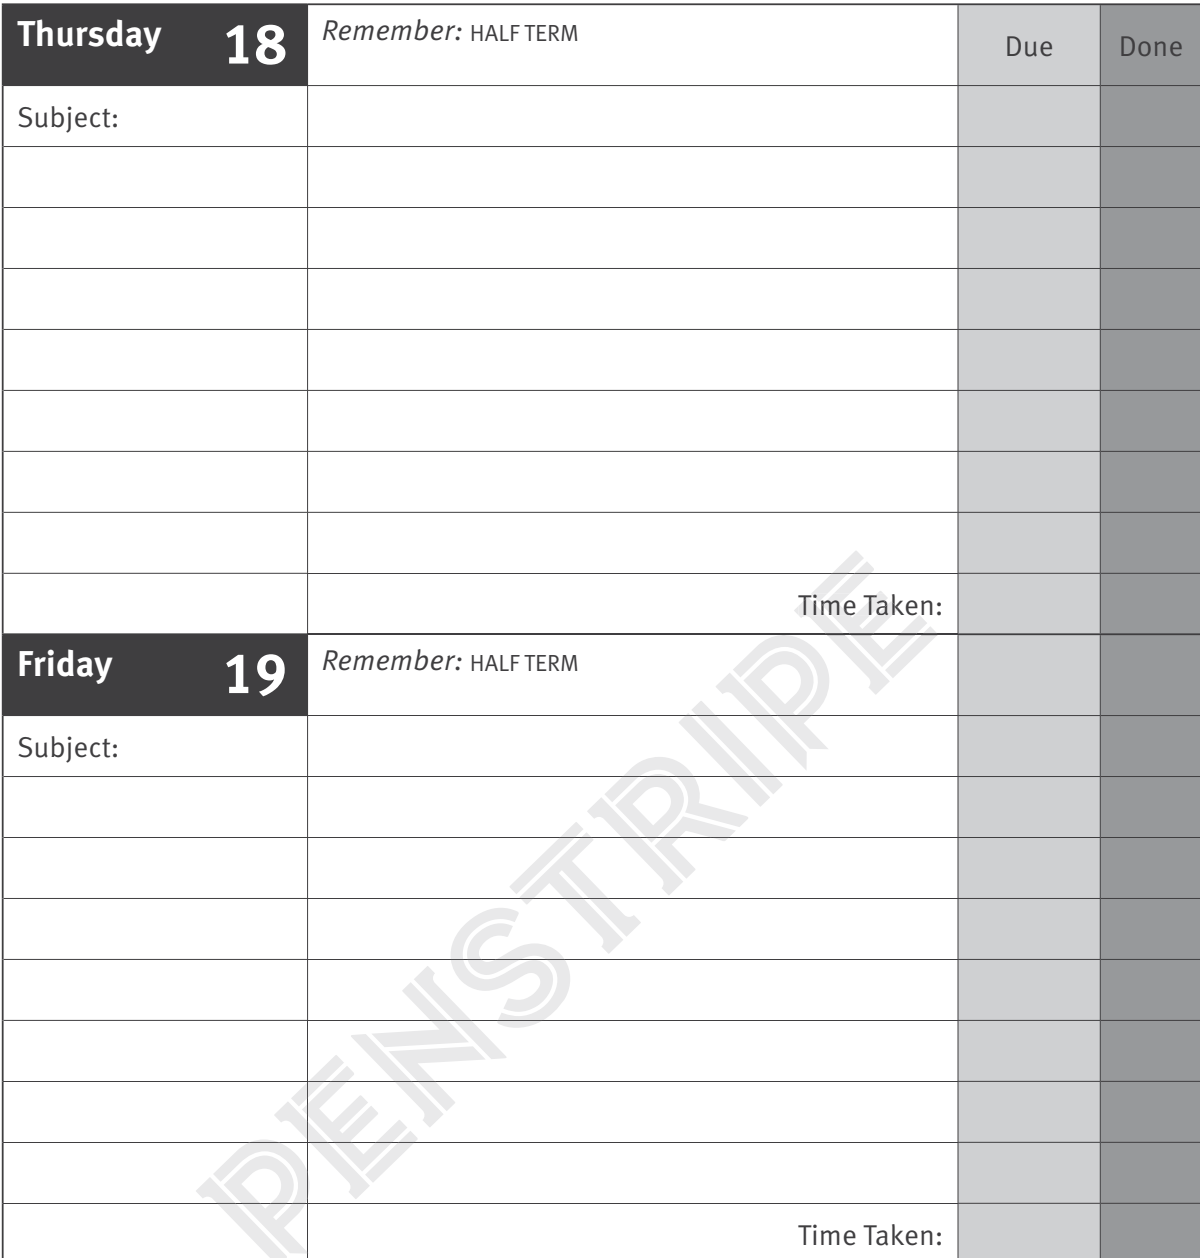 Thursday 18 Remember: HALF TERM Due Done
Subject:
Time Taken:
Friday 19 Remember: HALF TERM
Subject:
Time Taken:
PENSTRIPE